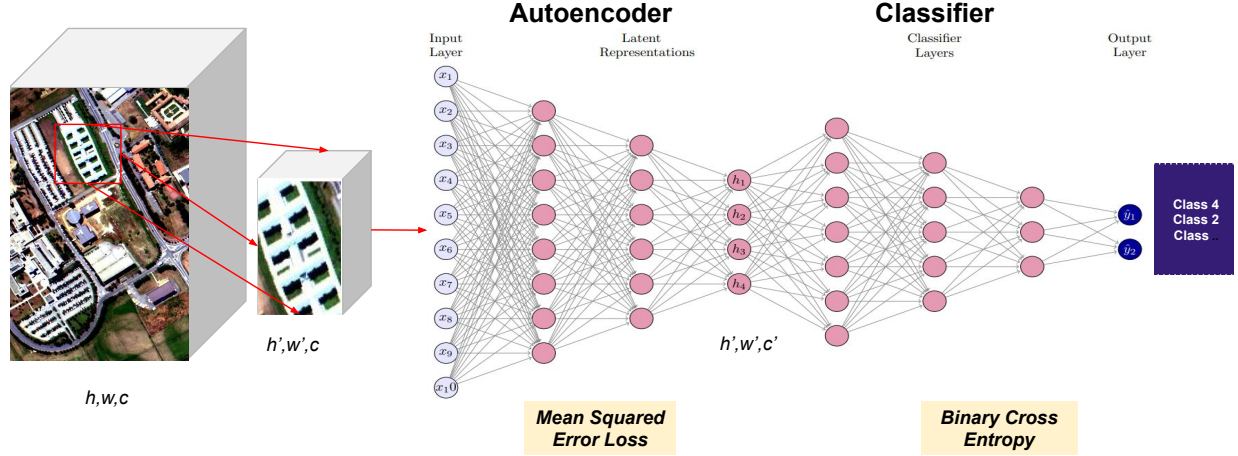 Autoencoder
Classifier
Input
Layer
Latent
Representations
Classifier
Layers
Output
Layer
x₁
x₂
x₃
x₄
x₅
x₆
x₇
x₈
x₉
x₁0
h₁
h₂
h₃
h₄
ŷ₁
ŷ₂
Class 4
Class 2
Class ..
h',w',c
h',w',c'
h,w,c
Mean Squared
Error Loss
Binary Cross
Entropy